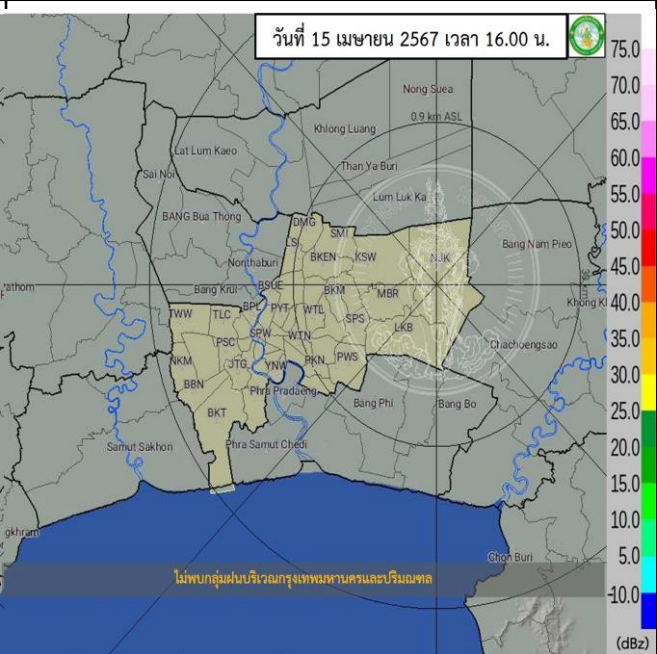 วันที่ 15 เมษายน 2567 เวลา 16.00 น.
75.0
70.0
65.0
60.0
55.0
50.0
45.0
40.0
35.0
30.0
25.0
20.0
15.0
10.0
5.0
-10.0
(dBz)
Nong Suea
0.9 km ASL
Khlong Luang
Lat Lum Kaeo
Than Ya Buri
Sai Noi
Lum Luk Ka
BANG Bua Thong
DMG
SMI
LSI
Bang Nam Pieo
Nonthaburi
BKEN
KSW
NJK
Bang Krui
BSUE
BKM
MBR
TWW
TLC
BPL
PYT
WTL
SPS
LKB
PSC
SPW
WTN
Chachoengsao
NKM
JTG
YNW
PKN
PWS
BBN
Phra Pradaeng
BKT
Bang Phi
Bang Bo
Samut Sakhon
Phra Samut Chedi
gkhram
Chon Buri
ไม่พบกลุ่มฝนบริเวณกรุงเทพมหานครและปริมณฑล